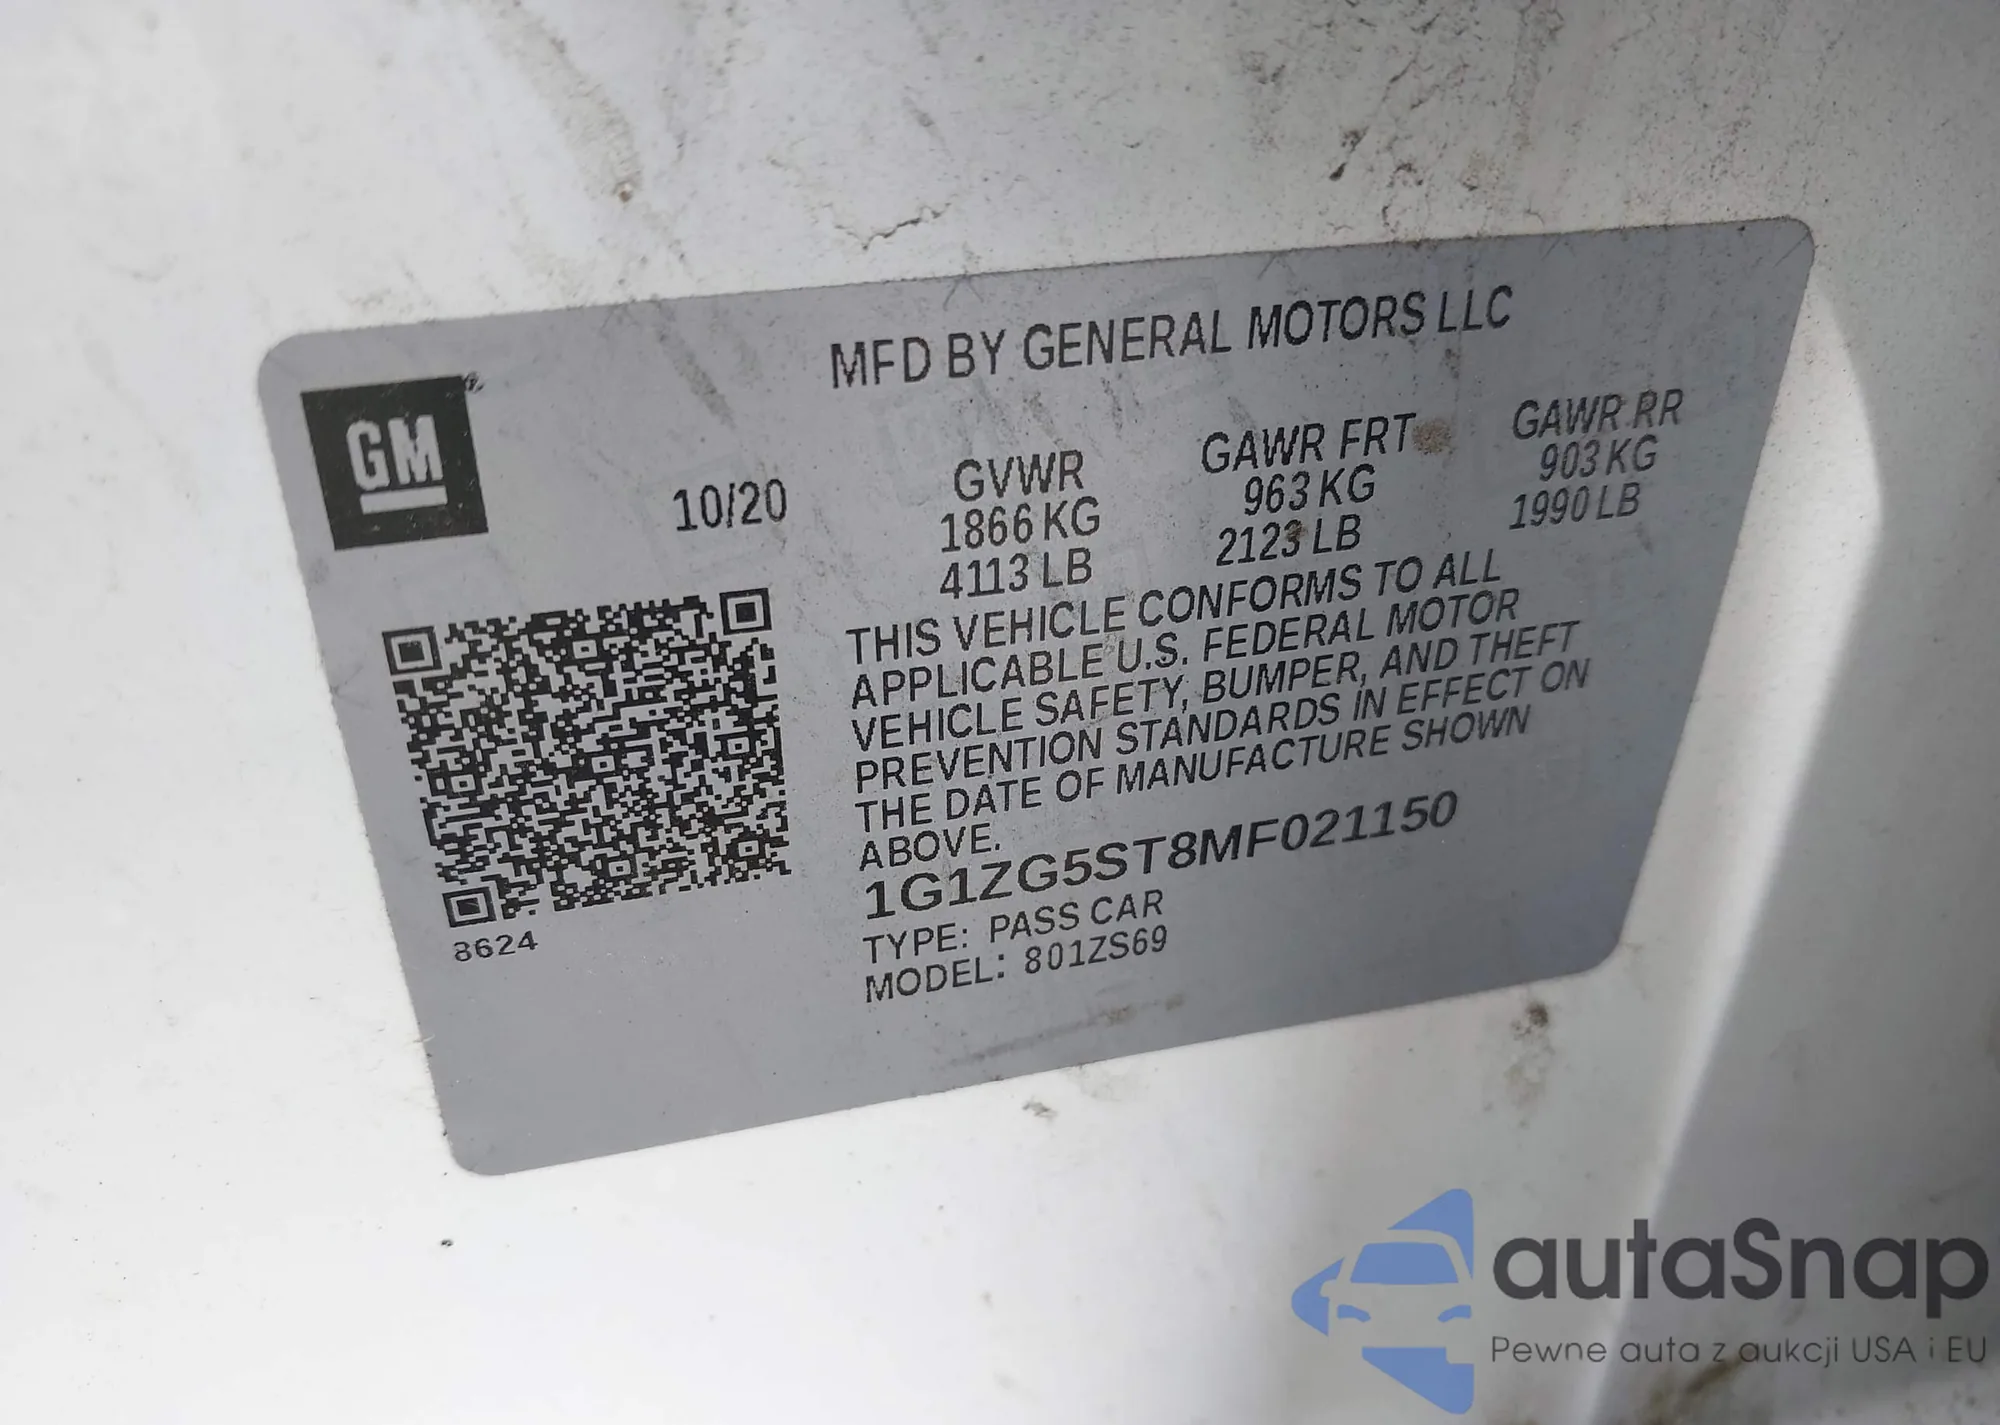 MFD BY GENERAL MOTORS LLC
GM
10/20
GVWR
1866 KG
4113 LB
GAWR FRT
963 KG
2123 LB
GAWR RR
903 KG
1990 LB
THIS VEHICLE CONFORMS TO ALL
APPLICABLE U.S. FEDERAL MOTOR
VEHICLE SAFETY, BUMPER, AND THEFT
PREVENTION STANDARDS IN EFFECT ON
THE DATE OF MANUFACTURE SHOWN
ABOVE.
1G1ZG5ST8MF021150
TYPE: PASS CAR
MODEL: 801ZS69
8624
autaSnap
Pewne auta z aukcji USA i EU